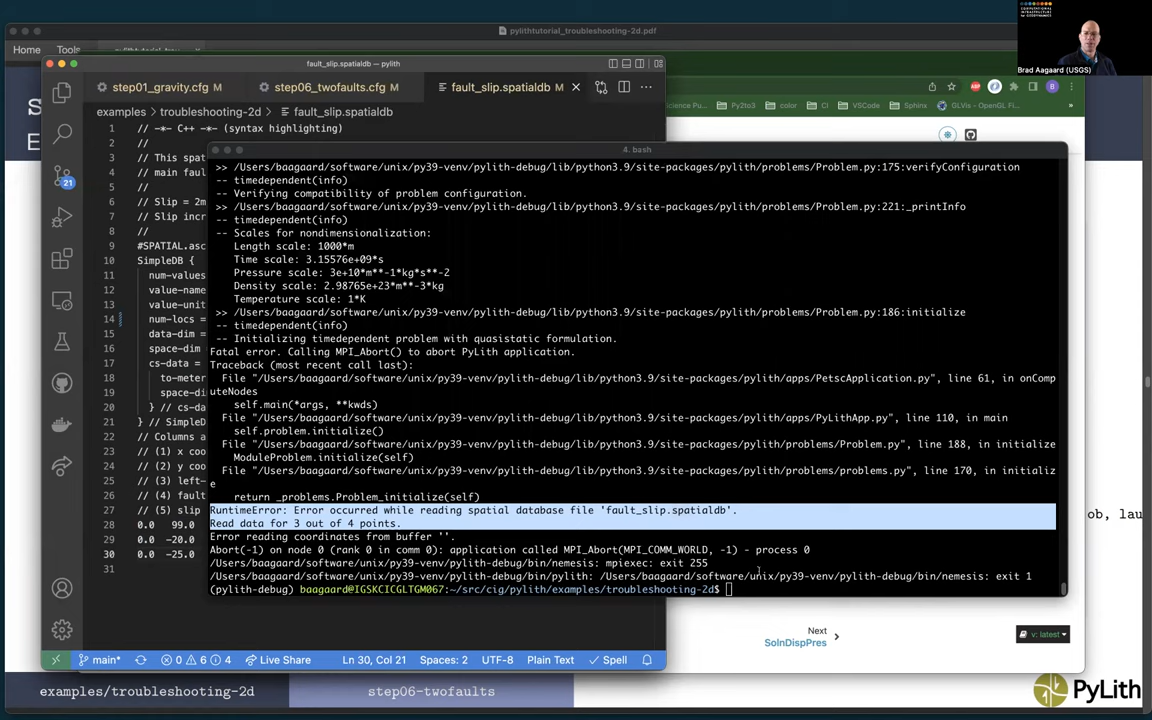 COMPUTATIONAL
INFRASTRUCTURE
for GEODYNAMICS
Brad Aagaard (USGS)
pylithtutorial_troubleshooting-2d.pdf
Home Tools
fault_slip.spatialdb — pylith
step01_gravity.cfg M step06_twofaults.cfg M fault_slip.spatialdb M
examples > troubleshooting-2d > fault_slip.spatialdb
Py2to3 color CI VSCode Sphinx GLVis - OpenGL Fi
1 // -*- C++ -*- (syntax highlighting)
2 //
3 // This spat
4 // main faul
5 //
6 // Slip = 2m
7 // Slip incr
8 //
9 #SPATIAL.asc
10 SimpleDB {
11 num-values
12 value-name
13 value-unit
14 num-locs =
15 data-dim =
16 space-dim
17 cs-data =
18 to-meter
19 space-di
20 } // cs-da
21 } // SimpleD
22 // Columns a
23 // (1) x coo
24 // (2) y coo
25 // (3) left-
26 // (4) fault
27 // (5) slip
28 0.0 99.0
29 0.0 -20.0
30 0.0 -25.0
31
21
4. bash
>> /Users/baagaard/software/unix/py39-venv/pylith-debug/lib/python3.9/site-packages/pylith/problems/Problem.py:175:verifyConfiguration
-- timedependent(info)
-- Verifying compatibility of problem configuration.
>> /Users/baagaard/software/unix/py39-venv/pylith-debug/lib/python3.9/site-packages/pylith/problems/Problem.py:221:_printInfo
-- timedependent(info)
-- Scales for nondimensionalization:
Length scale: 1000*m
Time scale: 3.15576e+09*s
Pressure scale: 3e+10*m**-1*kg*s**-2
Density scale: 2.98765e+23*m**-3*kg
Temperature scale: 1*K
>> /Users/baagaard/software/unix/py39-venv/pylith-debug/lib/python3.9/site-packages/pylith/problems/Problem.py:186:initialize
-- timedependent(info)
-- Initializing timedependent problem with quasistatic formulation.
Fatal error. Calling MPI_Abort() to abort PyLith application.
Traceback (most recent call last):
File "/Users/baagaard/software/unix/py39-venv/pylith-debug/lib/python3.9/site-packages/pylith/apps/PetscApplication.py", line 61, in onCompu
uteNodes
self.main(*args, **kwds)
File "/Users/baagaard/software/unix/py39-venv/pylith-debug/lib/python3.9/site-packages/pylith/apps/PyLithApp.py", line 110, in main
self.problem.initialize()
File "/Users/baagaard/software/unix/py39-venv/pylith-debug/lib/python3.9/site-packages/pylith/problems/Problem.py", line 188, in initialize
ModuleProblem.initialize(self)
File "/Users/baagaard/software/unix/py39-venv/pylith-debug/lib/python3.9/site-packages/pylith/problems/problems.py", line 170, in initializ
e
return _problems.Problem_initialize(self)
RuntimeError: Error occurred while reading spatial database file 'fault_slip.spatialdb'.
Read data for 3 out of 4 points.
Error reading coordinates from buffer ''.
Abort(-1) on node 0 (rank 0 in comm 0): application called MPI_Abort(MPI_COMM_WORLD, -1) - process 0
/Users/baagaard/software/unix/py39-venv/pylith-debug/bin/nemesis: mpiexec: exit 255
/Users/baagaard/software/unix/py39-venv/pylith-debug/bin/pylith: /Users/baagaard/software/unix/py39-venv/pylith-debug/bin/nemesis: exit 1
(pylith-debug) baagaard@IGSKCICGLTGM067:~/src/cig/pylith/examples/troubleshooting-2d$
ob, lau
Next
SolnDispPres
v: latest
main* 0 6 4 Live Share Ln 30, Col 21 Spaces: 2 UTF-8 Plain Text Spell
examples/troubleshooting-2d step06-twofaults
PyLith